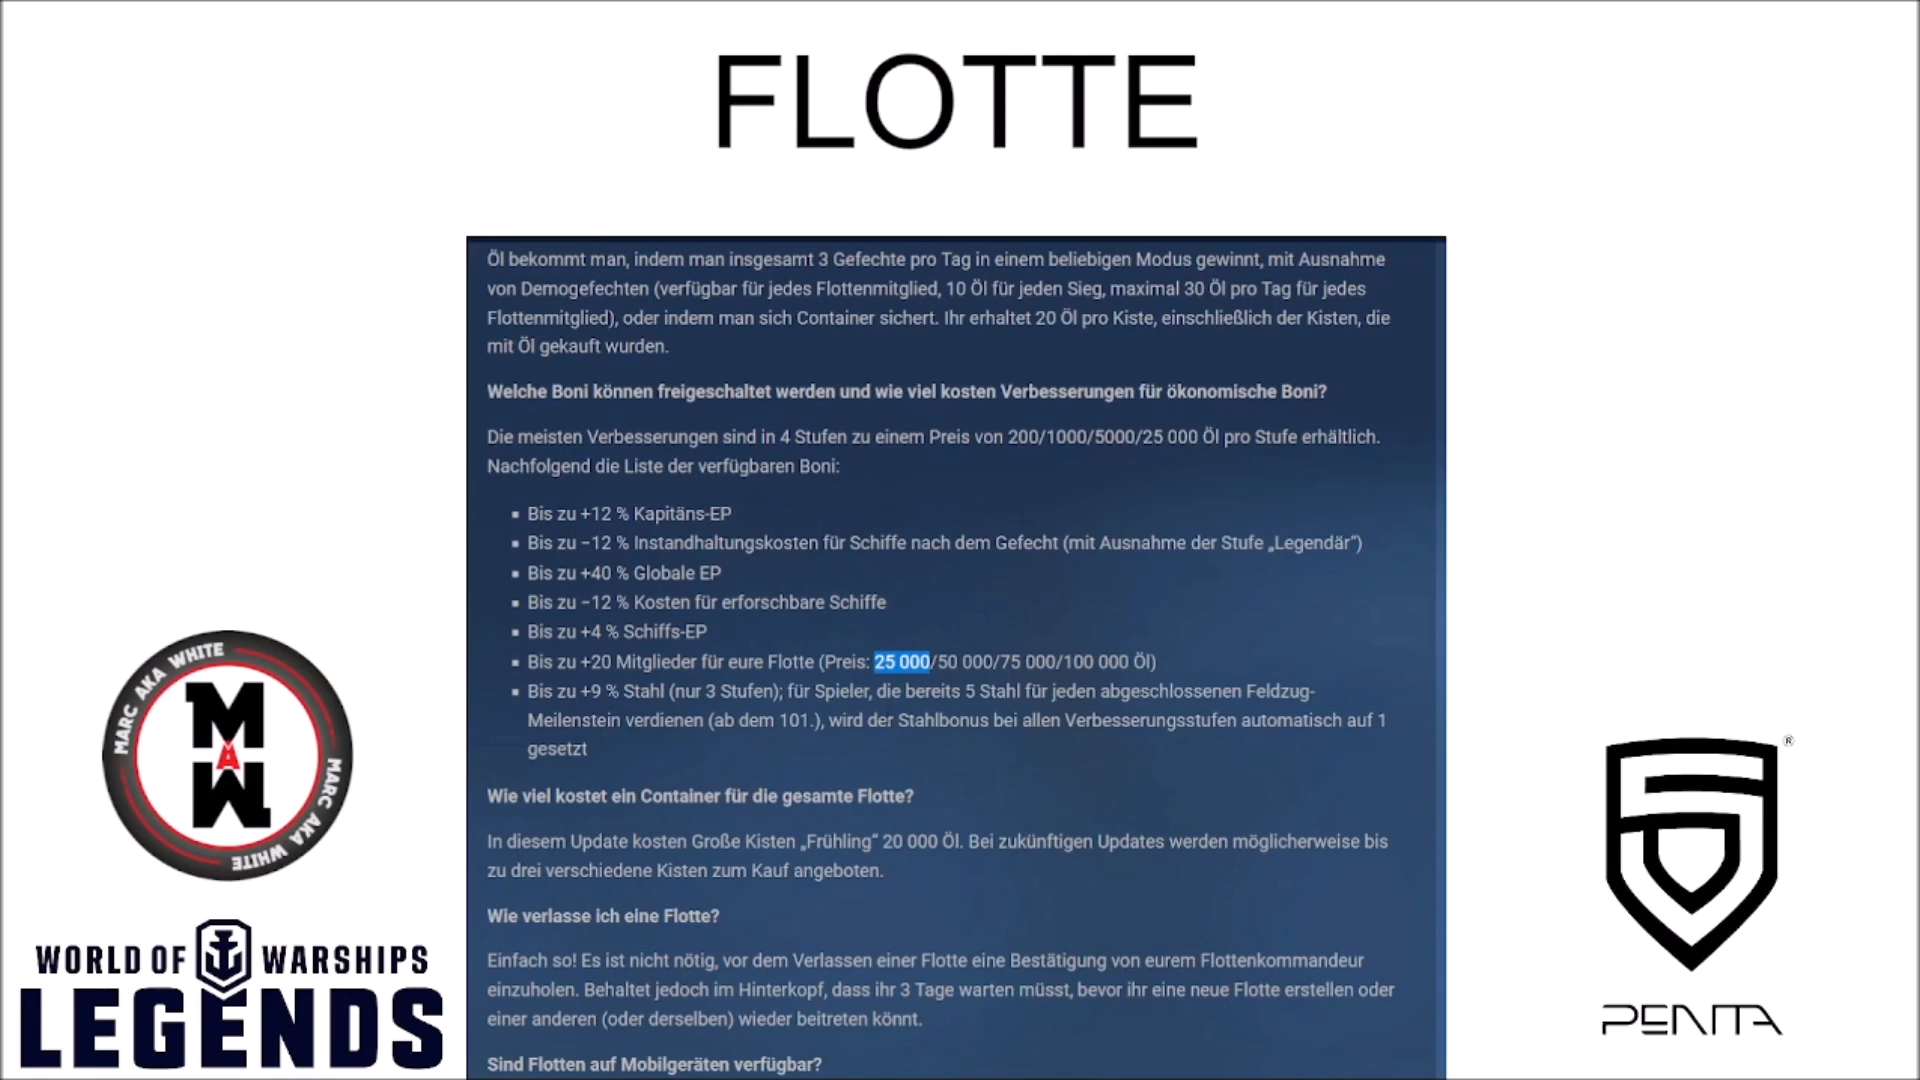 FLOTTE
Öl bekommt man, indem man insgesamt 3 Gefechte pro Tag in einem beliebigen Modus gewinnt, mit Ausnahme
von Demogefechten (verfügbar für jedes Flottenmitglied, 10 Öl für jeden Sieg, maximal 30 Öl pro Tag für jedes
Flottenmitglied), oder indem man sich Container sichert. Ihr erhaltet 20 Öl pro Kiste, einschließlich der Kisten, die
mit Öl gekauft wurden.
Welche Boni können freigeschaltet werden und wie viel kosten Verbesserungen für ökonomische Boni?
Die meisten Verbesserungen sind in 4 Stufen zu einem Preis von 200/1000/5000/25 000 Öl pro Stufe erhältlich.
Nachfolgend die Liste der verfügbaren Boni:
▪ Bis zu +12 % Kapitäns-EP
▪ Bis zu −12 % Instandhaltungskosten für Schiffe nach dem Gefecht (mit Ausnahme der Stufe „Legendär“)
▪ Bis zu +40 % Globale EP
▪ Bis zu −12 % Kosten für erforschbare Schiffe
▪ Bis zu +4 % Schiffs-EP
▪ Bis zu +20 Mitglieder für eure Flotte (Preis: 25 000/50 000/75 000/100 000 Öl)
▪ Bis zu +9 % Stahl (nur 3 Stufen); für Spieler, die bereits 5 Stahl für jeden abgeschlossenen Feldzug-
Meilenstein verdienen (ab dem 101.), wird der Stahlbonus bei allen Verbesserungsstufen automatisch auf 1
gesetzt
Wie viel kostet ein Container für die gesamte Flotte?
In diesem Update kosten Große Kisten „Frühling“ 20 000 Öl. Bei zukünftigen Updates werden möglicherweise bis
zu drei verschiedene Kisten zum Kauf angeboten.
Wie verlasse ich eine Flotte?
Einfach so! Es ist nicht nötig, vor dem Verlassen einer Flotte eine Bestätigung von eurem Flottenkommandeur
einzuholen. Behaltet jedoch im Hinterkopf, dass ihr 3 Tage warten müsst, bevor ihr eine neue Flotte erstellen oder
einer anderen (oder derselben) wieder beitreten könnt.
Sind Flotten auf Mobilgeräten verfügbar?
MARC AKA WHITE
MARC AKA WHITE
M
A
W
WORLD OF WARSHIPS
LEGENDS
®
PENTA